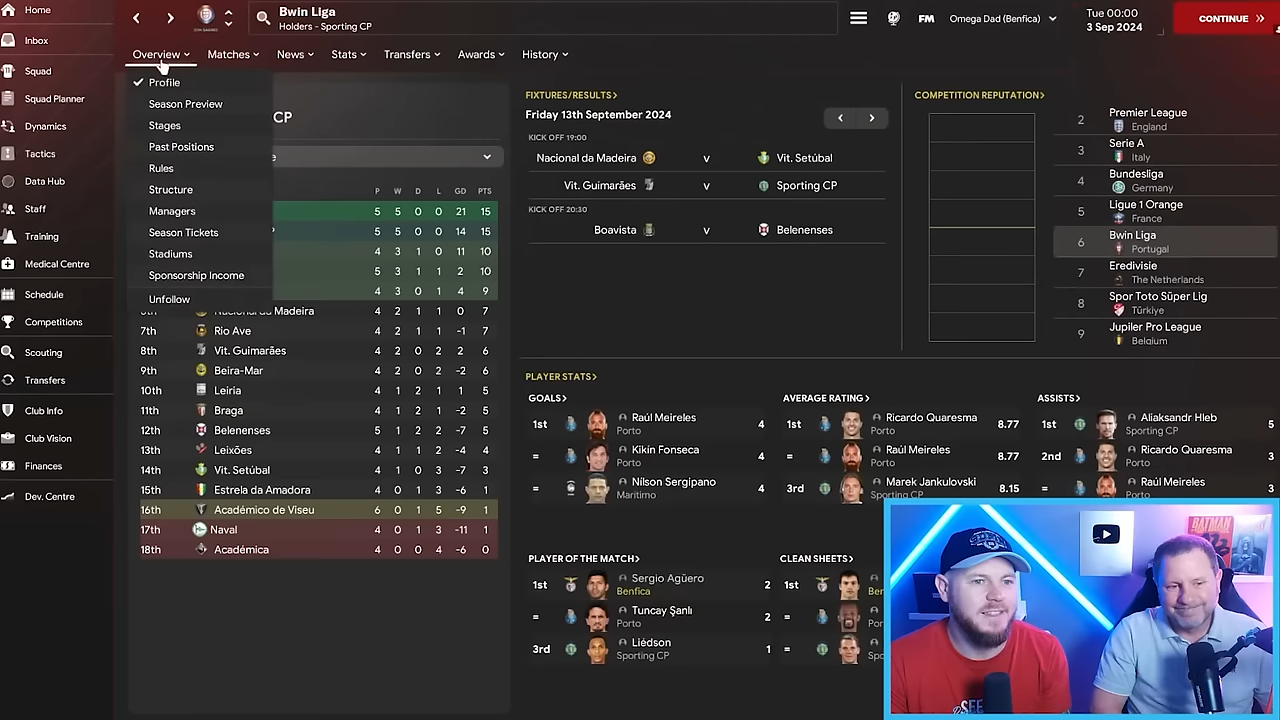 Home
Inbox
Squad
Squad Planner
Dynamics
Tactics
Data Hub
Staff
Training
Medical Centre
Schedule
Competitions
Scouting
Transfers
Club Info
Club Vision
Finances
Dev. Centre
Bwin Liga
Holders - Sporting CP
FM
Omega Dad (Benfica)
Tue 00:00
3 Sep 2024
CONTINUE
Overview
Matches
News
Stats
Transfers
Awards
History
Profile
Season Preview
Stages
Past Positions
Rules
Structure
Managers
Season Tickets
Stadiums
Sponsorship Income
Unfollow
CP
P W D L GD PTS
5 5 0 0 21 15
5 5 0 0 14 15
4 3 1 0 11 10
5 3 1 1 2 10
4 3 0 1 4 9
Nacional da Madeira 4 2 1 1 0 7
7th Rio Ave 4 2 1 1 -1 7
8th Vit. Guimarães 4 2 0 2 2 6
9th Beira-Mar 4 2 0 2 -2 6
10th Leiria 4 1 2 1 1 5
11th Braga 4 1 2 1 -2 5
12th Belenenses 5 1 2 2 -7 5
13th Leixões 4 1 1 2 -4 4
14th Vit. Setúbal 4 1 0 3 -7 3
15th Estrela da Amadora 4 0 1 3 -6 1
16th Académico de Viseu 6 0 1 5 -9 1
17th Naval 4 0 1 3 -11 1
18th Académica 4 0 0 4 -6 0
FIXTURES/RESULTS>
Friday 13th September 2024
KICK OFF 19:00
Nacional da Madeira v Vit. Setúbal
Vit. Guimarães v Sporting CP
KICK OFF 20:30
Boavista v Belenenses
COMPETITION REPUTATION>
2 Premier League
England
3 Serie A
Italy
4 Bundesliga
Germany
5 Ligue 1 Orange
France
6 Bwin Liga
Portugal
7 Eredivisie
The Netherlands
8 Spor Toto Süper Lig
Türkiye
9 Jupiler Pro League
Belgium
PLAYER STATS>
GOALS>
1st Raúl Meireles 4
Porto
= Kikín Fonseca 4
Porto
= Nilson Sergipano 4
Marítimo
AVERAGE RATING>
1st Ricardo Quaresma 8.77
Porto
= Raúl Meireles 8.77
Porto
3rd Marek Jankulovski 8.15
Sporting CP
ASSISTS>
1st Aliaksandr Hleb 5
Sporting CP
2nd Ricardo Quaresma 3
Porto
= Raúl Meireles 3
PLAYER OF THE MATCH>
1st Sergio Agüero 2
Benfica
= Tuncay Şanlı 2
Porto
3rd Liédson 1
Sporting CP
CLEAN SHEETS>
1st
Ber
=
Por
=
Spo
BATMAN